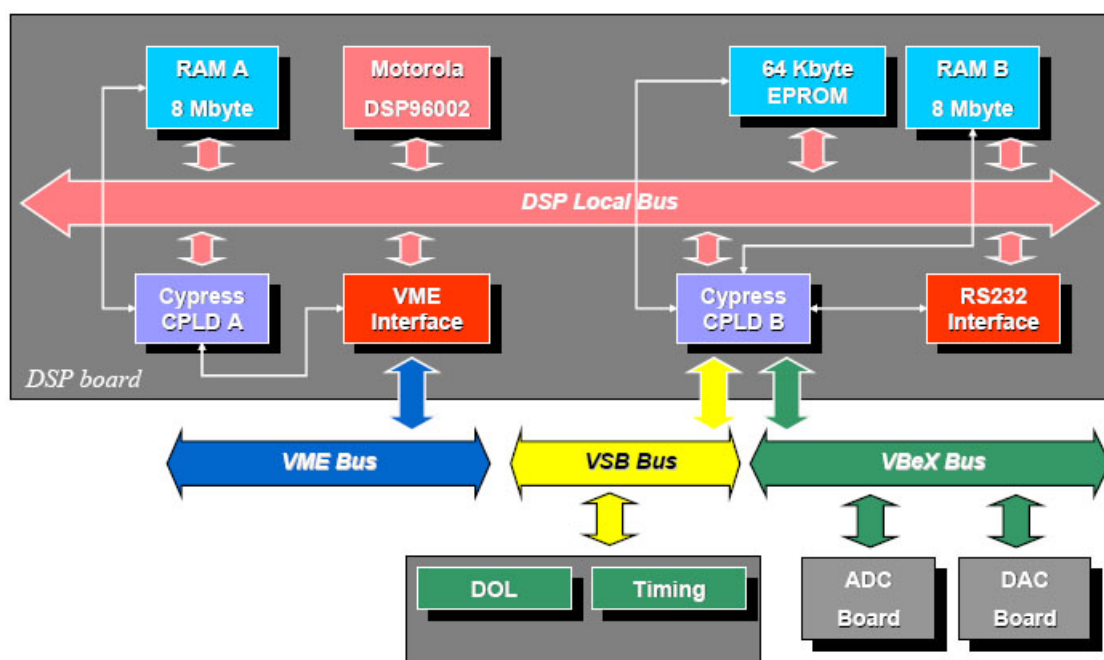 RAM A
8 Mbyte
Motorola
DSP96002
64 Kbyte
EPROM
RAM B
8 Mbyte
DSP Local Bus
Cypress
CPLD A
VME
Interface
Cypress
CPLD B
RS232
Interface
DSP board
VME Bus
VSB Bus
VBeX Bus
DOL
Timing
ADC
Board
DAC
Board